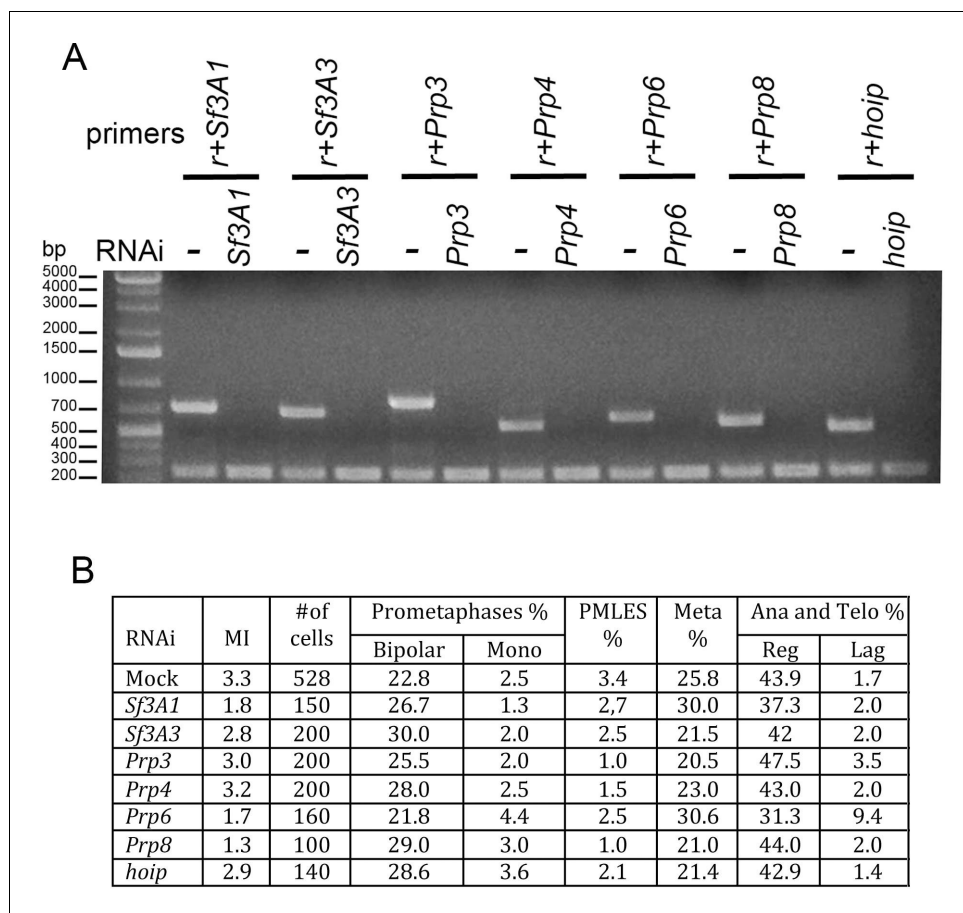 A
primers r+Sf3A1 r+Sf3A3 r+Prp3 r+Prp4 r+Prp6 r+Prp8 r+hoip
bp RNAi - Sf3A1 - Sf3A3 - Prp3 - Prp4 - Prp6 - Prp8 - hoip
5000
4000
3000
2000
1500
1000
700
500
400
300
200
B
RNAi MI #of cells Prometaphases % PMLES % Meta % Ana and Telo %
Bipolar Mono Reg Lag
Mock 3.3 528 22.8 2.5 3.4 25.8 43.9 1.7
Sf3A1 1.8 150 26.7 1.3 2,7 30.0 37.3 2.0
Sf3A3 2.8 200 30.0 2.0 2.5 21.5 42 2.0
Prp3 3.0 200 25.5 2.0 1.0 20.5 47.5 3.5
Prp4 3.2 200 28.0 2.5 1.5 23.0 43.0 2.0
Prp6 1.7 160 21.8 4.4 2.5 30.6 31.3 9.4
Prp8 1.3 100 29.0 3.0 1.0 21.0 44.0 2.0
hoip 2.9 140 28.6 3.6 2.1 21.4 42.9 1.4